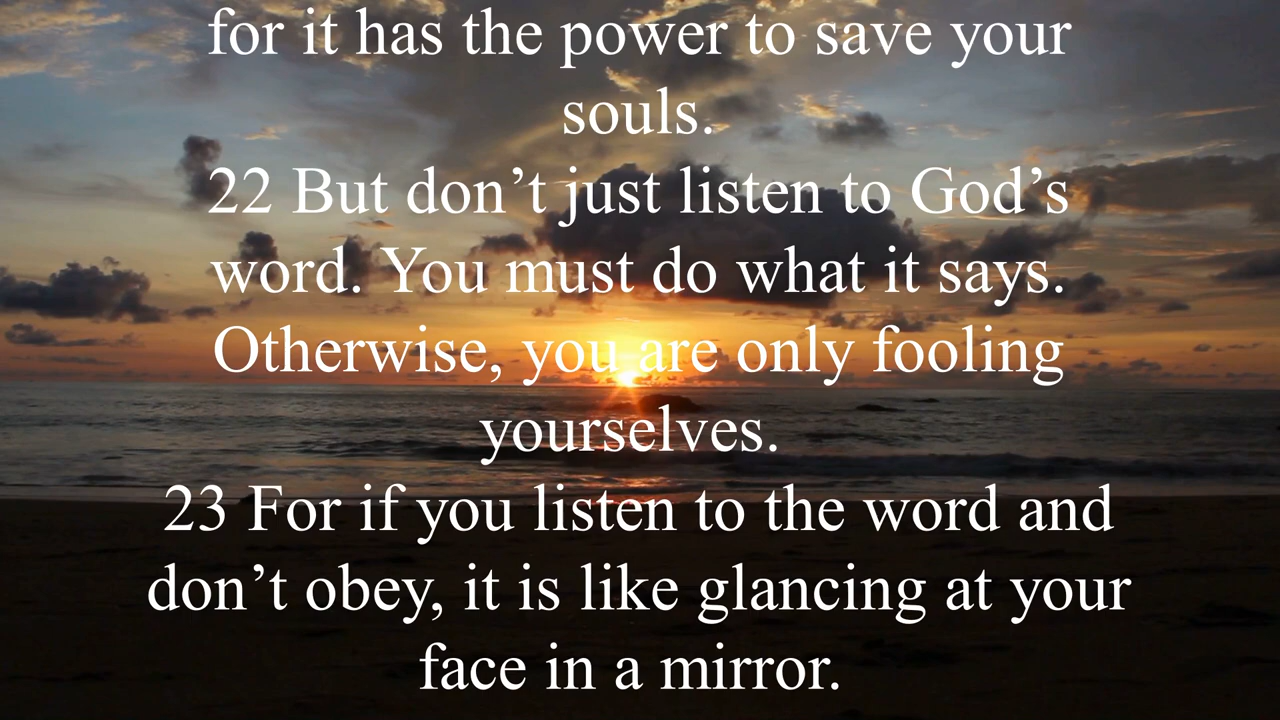 for it has the power to save your
souls.
22 But don’t just listen to God’s
word. You must do what it says.
Otherwise, you are only fooling
yourselves.
23 For if you listen to the word and
don’t obey, it is like glancing at your
face in a mirror.